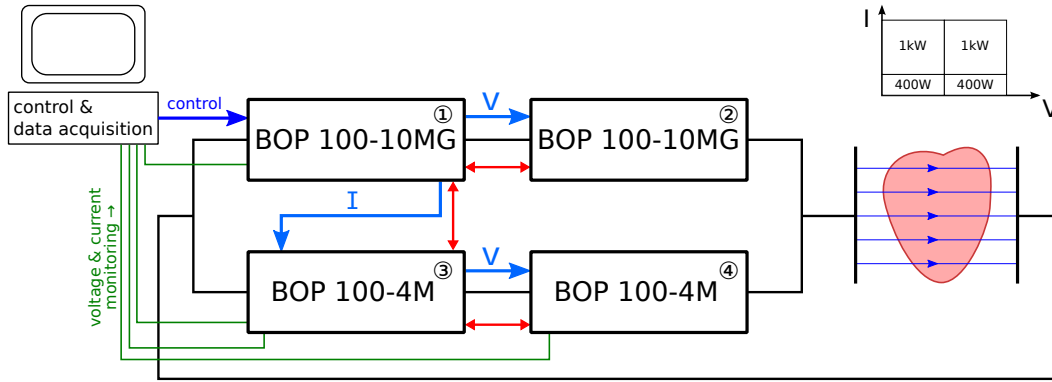 I
1kW
1kW
400W
400W
V
control &
data acquisition
control
①
BOP 100-10MG
V
②
BOP 100-10MG
I
voltage & current
monitoring →
③
BOP 100-4M
V
④
BOP 100-4M